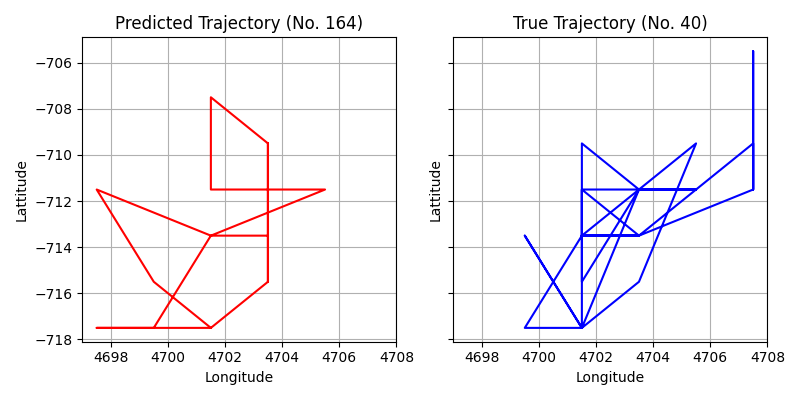 Predicted Trajectory (No. 164)
True Trajectory (No. 40)
−706
−708
−710
−712
−714
−716
−718
Lattitude
Lattitude
4698 4700 4702 4704 4706 4708
4698 4700 4702 4704 4706 4708
Longitude
Longitude